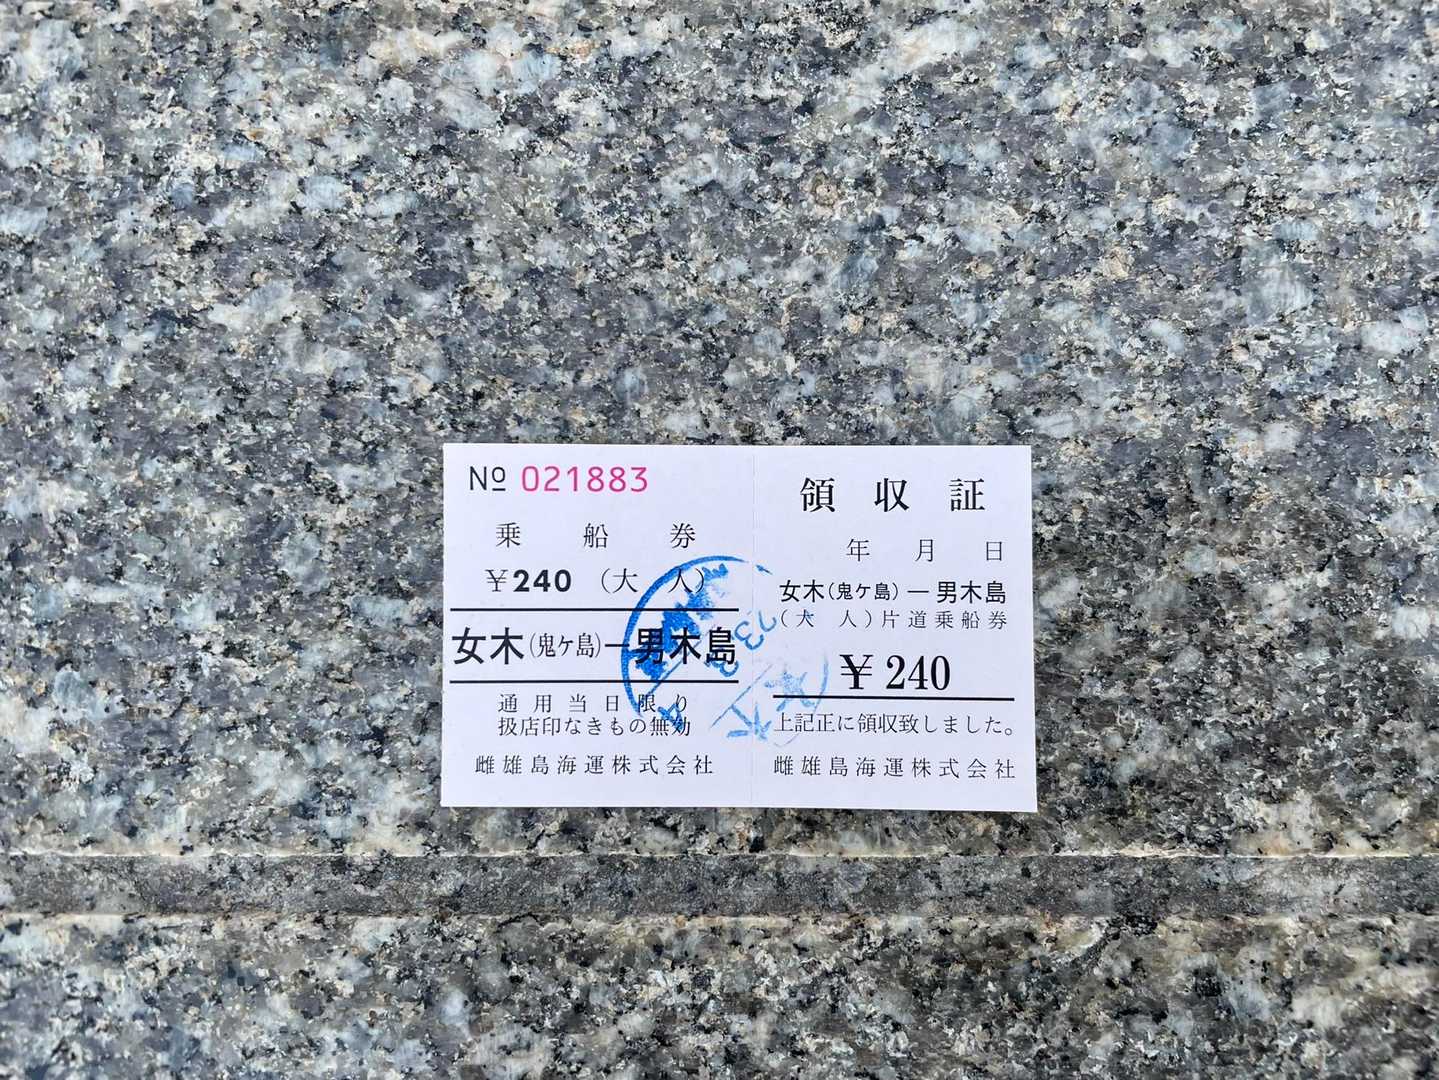 № 021883
乗船券
￥240（大人）
女木（鬼ケ島）―男木島
通用当日限り
扱店印なきもの無効
雌雄島海運株式会社
領収証
年 月 日
女木（鬼ケ島）―男木島
（大人）片道乗船券
￥240
上記正に領収致しました。
雌雄島海運株式会社